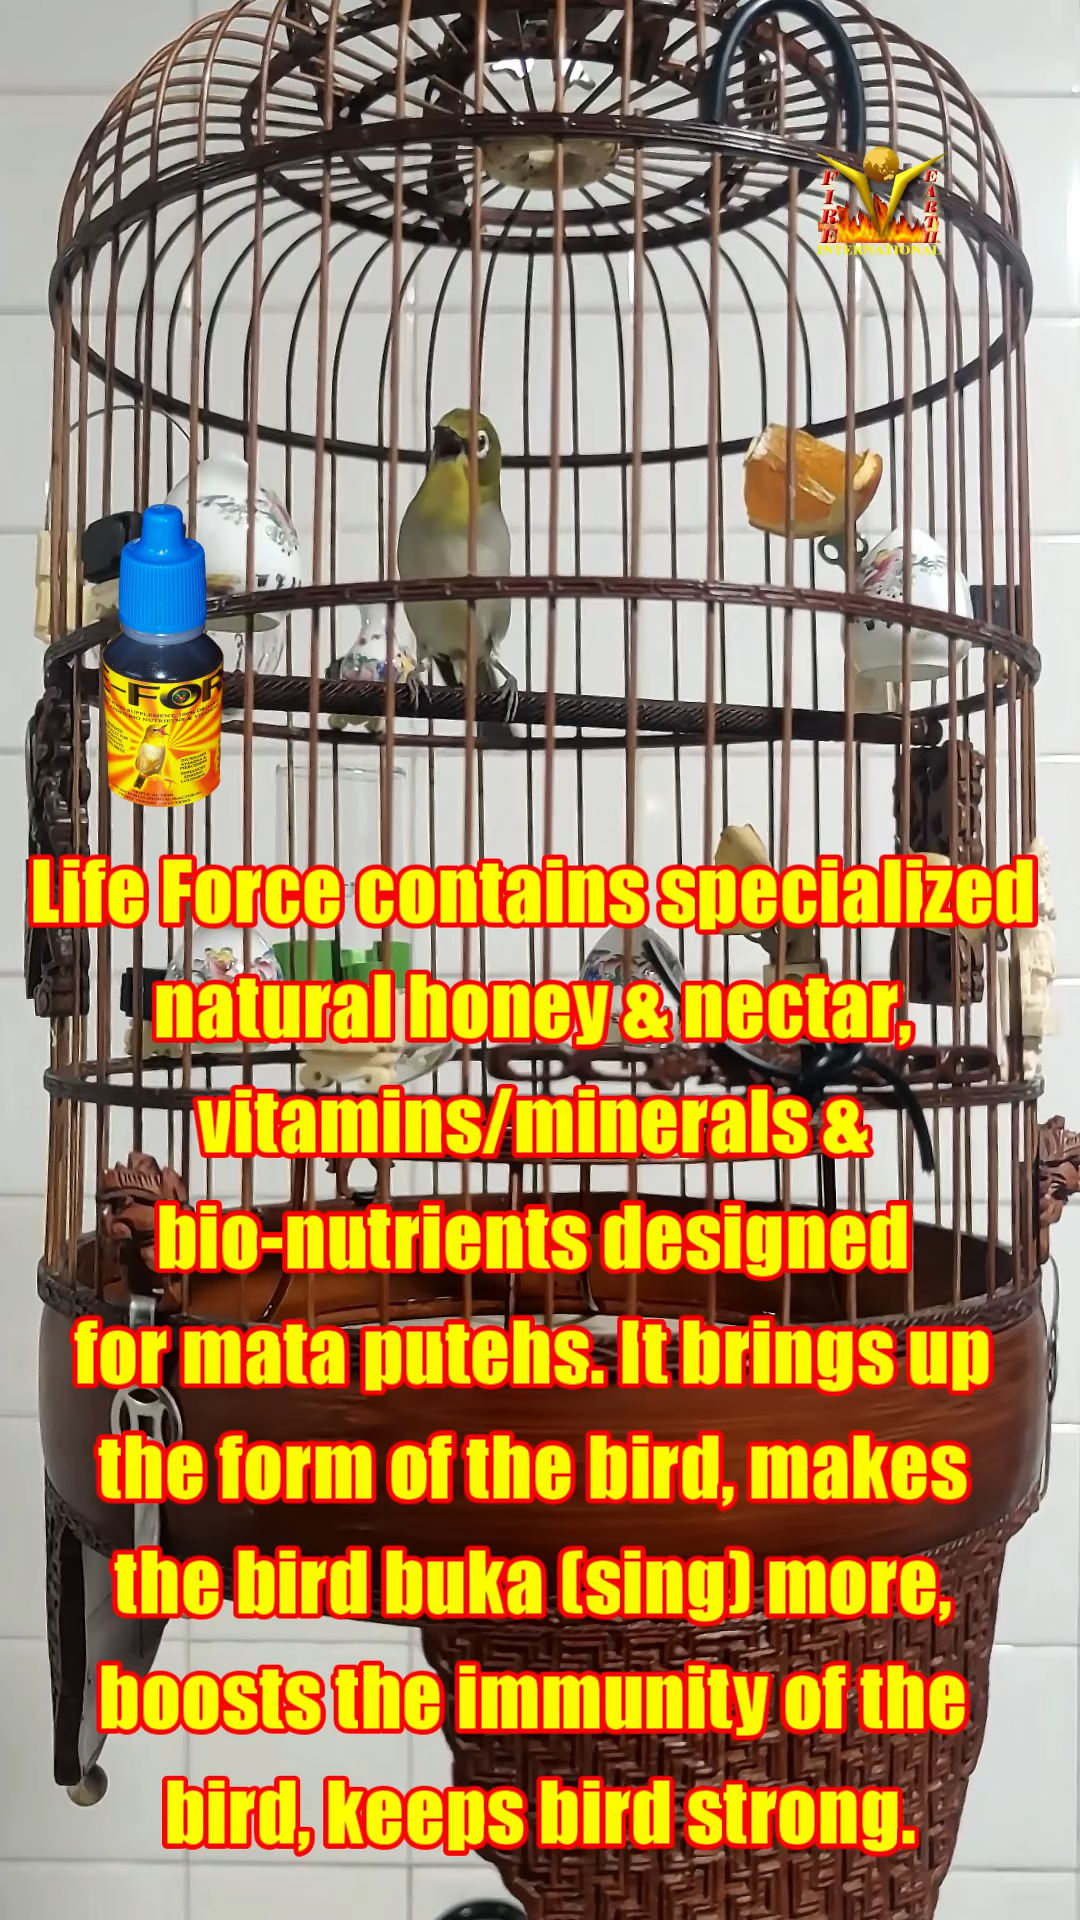 FIRE
EARTH
INTERNATIONAL
E-FOR
Life Force contains specialized
natural honey & nectar,
vitamins/minerals &
bio-nutrients designed
for mata putehs. It brings up
the form of the bird, makes
the bird buka (sing) more,
boosts the immunity of the
bird, keeps bird strong.